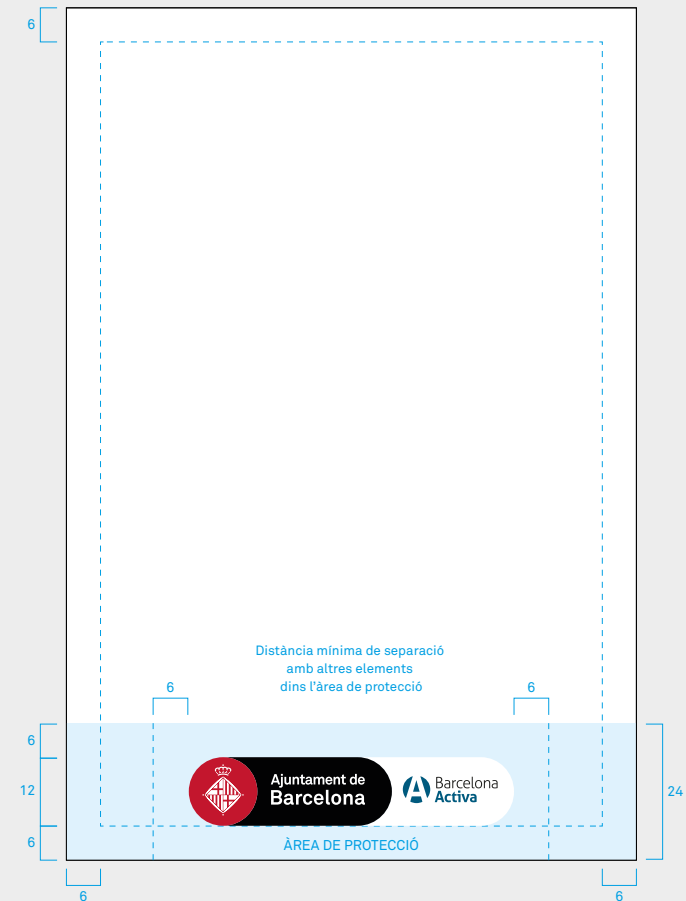 6
Distància mínima de separació
amb altres elements
dins l'àrea de protecció
6
6
6
12
6
24
Ajuntament de
Barcelona
Barcelona
Activa
ÀREA DE PROTECCIÓ
6
6